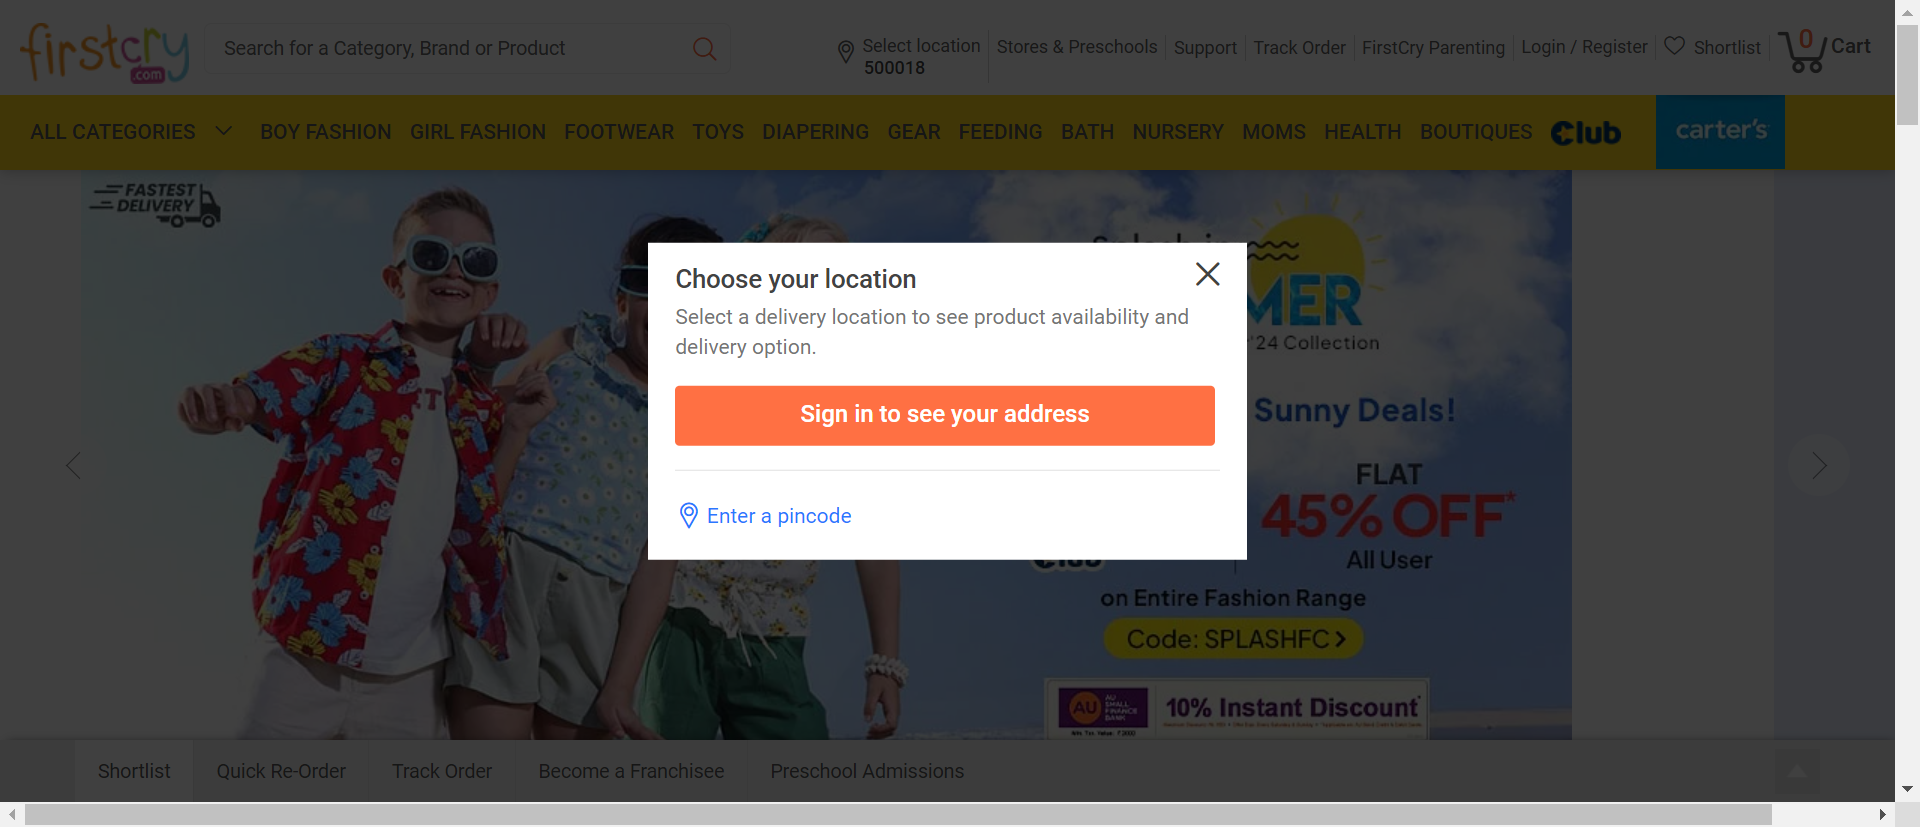 firstcry
.com
Search for a Category, Brand or Product
Select location
500018
Stores & Preschools
Support
Track Order
FirstCry Parenting
Login / Register
Shortlist
0
Cart
ALL CATEGORIES
BOY FASHION
GIRL FASHION
FOOTWEAR
TOYS
DIAPERING
GEAR
FEEDING
BATH
NURSERY
MOMS
HEALTH
BOUTIQUES
Club
carter's
FASTEST
DELIVERY
Choose your location
Select a delivery location to see product availability and
delivery option.
Sign in to see your address
Enter a pincode
'24 Collection
Sunny Deals!
FLAT
45% OFF*
All User
Club
on Entire Fashion Range
Code: SPLASHFC
AU
SMALL
FINANCE
BANK
10% Instant Discount*
Shortlist
Quick Re-Order
Track Order
Become a Franchisee
Preschool Admissions